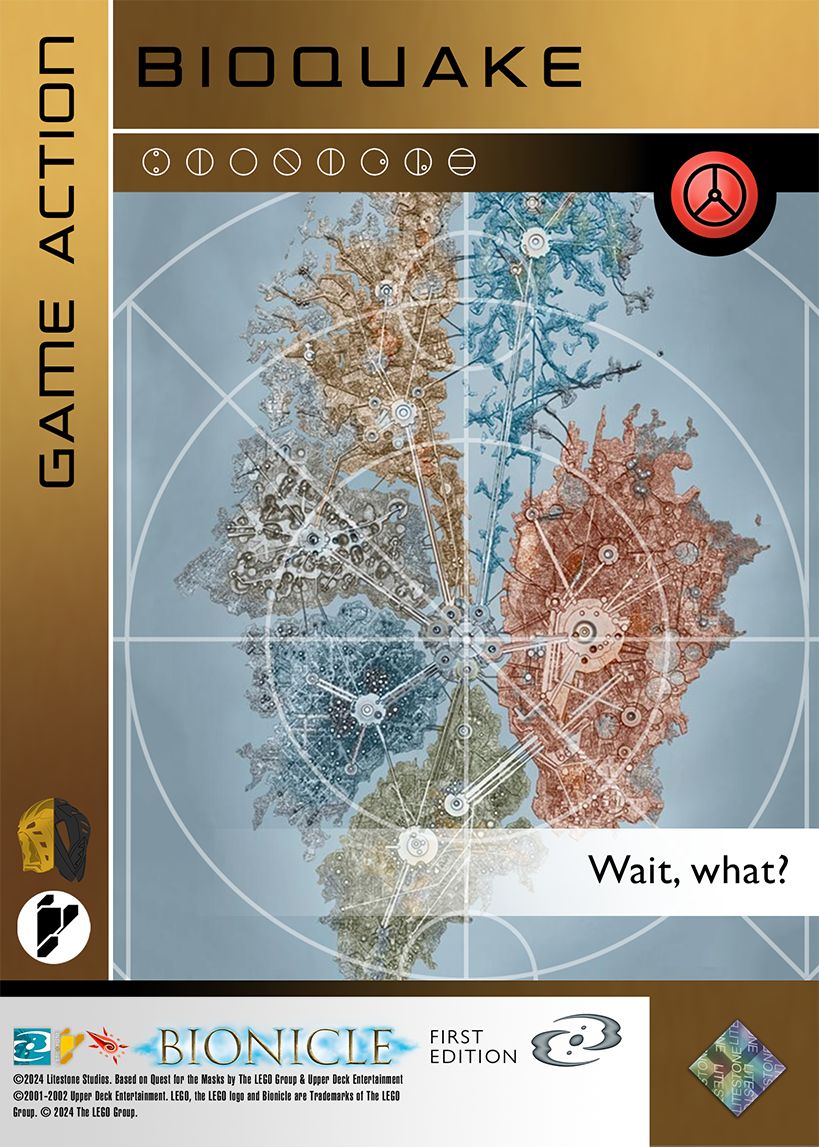 BIOQUAKE
GAME ACTION
Wait, what?
BIONICLE
FIRST
EDITION
©2024 Litestone Studios. Based on Quest for the Masks by The LEGO Group & Upper Deck Entertainment
©2001-2002 Upper Deck Entertainment. LEGO, the LEGO logo and Bionicle are Trademarks of The LEGO
Group. © 2024 The LEGO Group.